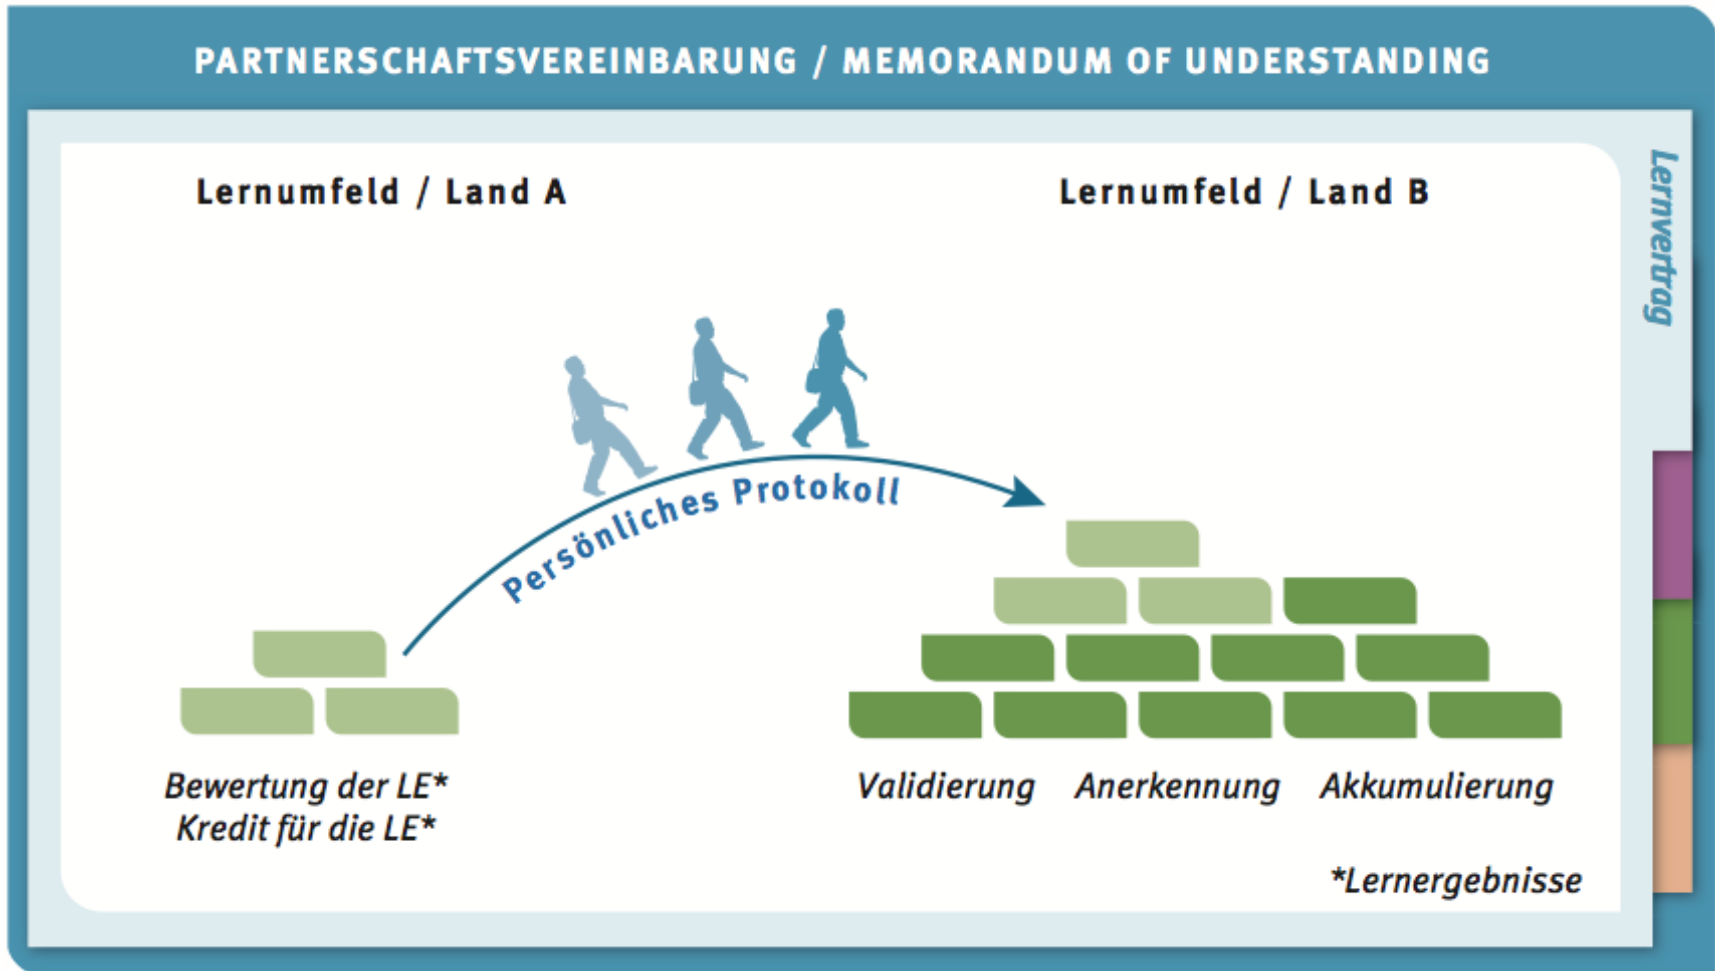 PARTNERSCHAFTSVEREINBARUNG / MEMORANDUM OF UNDERSTANDING
Lernumfeld / Land A
Lernumfeld / Land B
Lernvertrag
Persönliches Protokoll
Bewertung der LE*
Kredit für die LE*
Validierung
Anerkennung
Akkumulierung
*Lernergebnisse